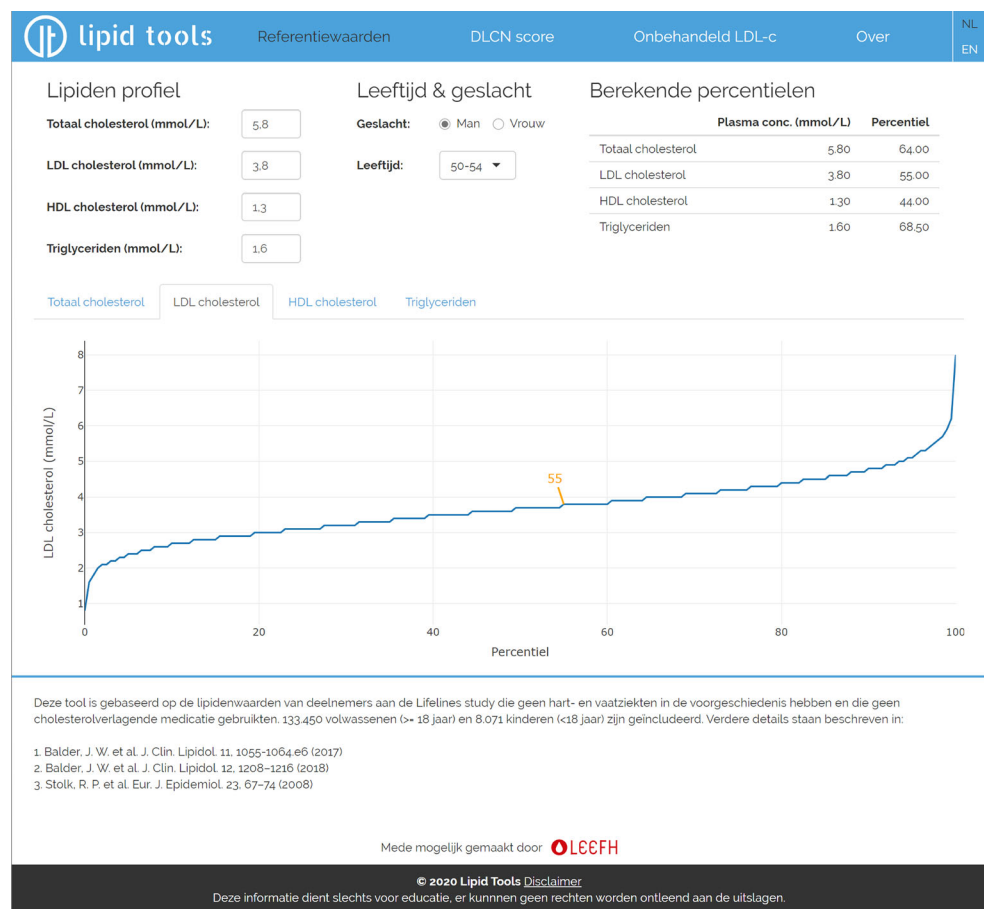 lipid tools
Referentiewaarden
DLCN score
Onbehandeld LDL-c
Over
NL
EN
Lipiden profiel
Totaal cholesterol (mmol/L): 5,8
LDL cholesterol (mmol/L): 3,8
HDL cholesterol (mmol/L): 1,3
Triglyceriden (mmol/L): 1,6
Leeftijd & geslacht
Geslacht: Man Vrouw
Leeftijd: 50-54
Berekende percentielen
Plasma conc. (mmol/L) Percentiel
Totaal cholesterol 5.80 64.00
LDL cholesterol 3.80 55.00
HDL cholesterol 1.30 44.00
Triglyceriden 1.60 68.50
Totaal cholesterol LDL cholesterol HDL cholesterol Triglyceriden
LDL cholesterol (mmol/L)
8
7
6
5
4
3
2
1
55
0 20 40 60 80 100
Percentiel
Deze tool is gebaseerd op de lipidenwaarden van deelnemers aan de Lifelines study die geen hart- en vaatziekten in de voorgeschiedenis hebben en die geen
cholesterolverlagende medicatie gebruikten. 133.450 volwassenen (>= 18 jaar) en 8.071 kinderen (<18 jaar) zijn geïncludeerd. Verdere details staan beschreven in:
1. Balder, J. W. et al. J. Clin. Lipidol. 11, 1055-1064.e6 (2017)
2. Balder, J. W. et al. J. Clin. Lipidol. 12, 1208–1216 (2018)
3. Stolk, R. P. et al. Eur. J. Epidemiol. 23, 67–74 (2008)
Mede mogelijk gemaakt door LEEFH
© 2020 Lipid Tools Disclaimer
Deze informatie dient slechts voor educatie, er kunnnen geen rechten worden ontleend aan de uitslagen.